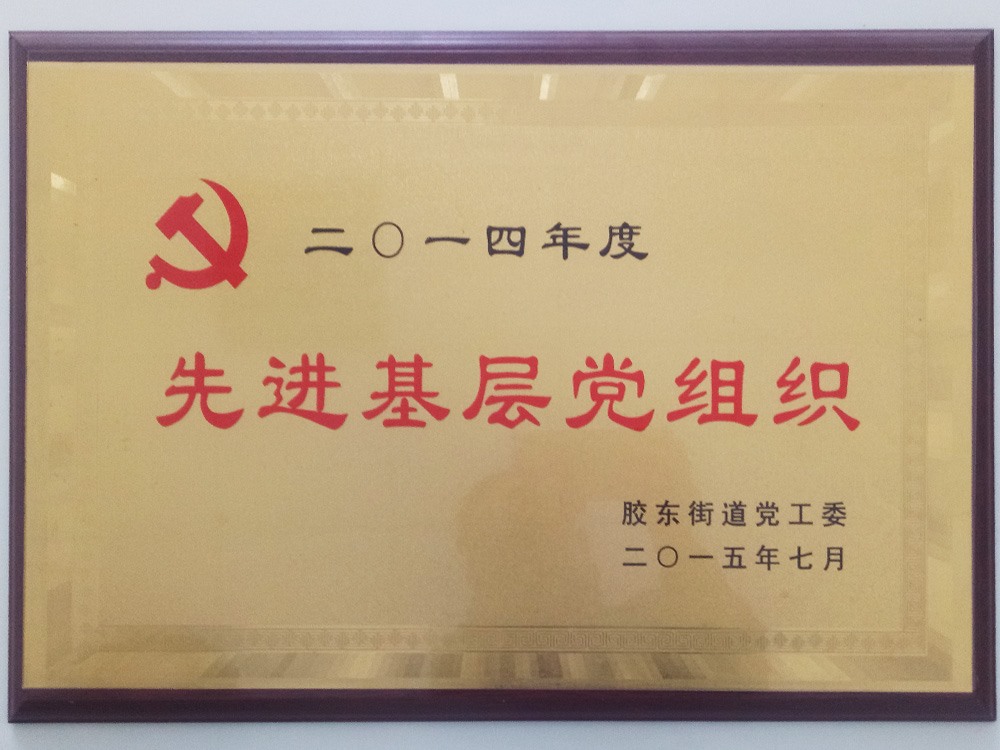 二〇一四年度
先进基层党组织
胶东街道党工委
二〇一五年七月